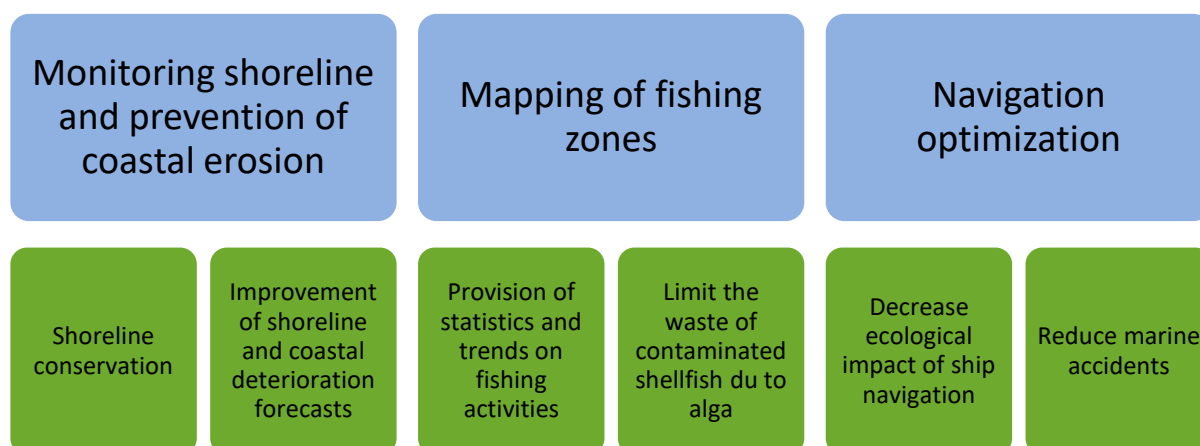 Monitoring shoreline
and prevention of
coastal erosion
Mapping of fishing
zones
Navigation
optimization
Shoreline
conservation
Improvement
of shoreline
and coastal
deterioration
forecasts
Provision of
statistics and
trends on
fishing
activities
Limit the
waste of
contaminated
shellfish du to
alga
Decrease
ecological
impact of ship
navigation
Reduce marine
accidents